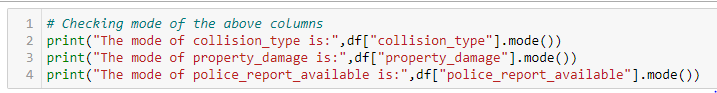 1 # Checking mode of the above columns
2 print("The mode of collision_type is:",df["collision_type"].mode())
3 print("The mode of property_damage is:",df["property_damage"].mode())
4 print("The mode of police_report_available is:",df["police_report_available"].mode())